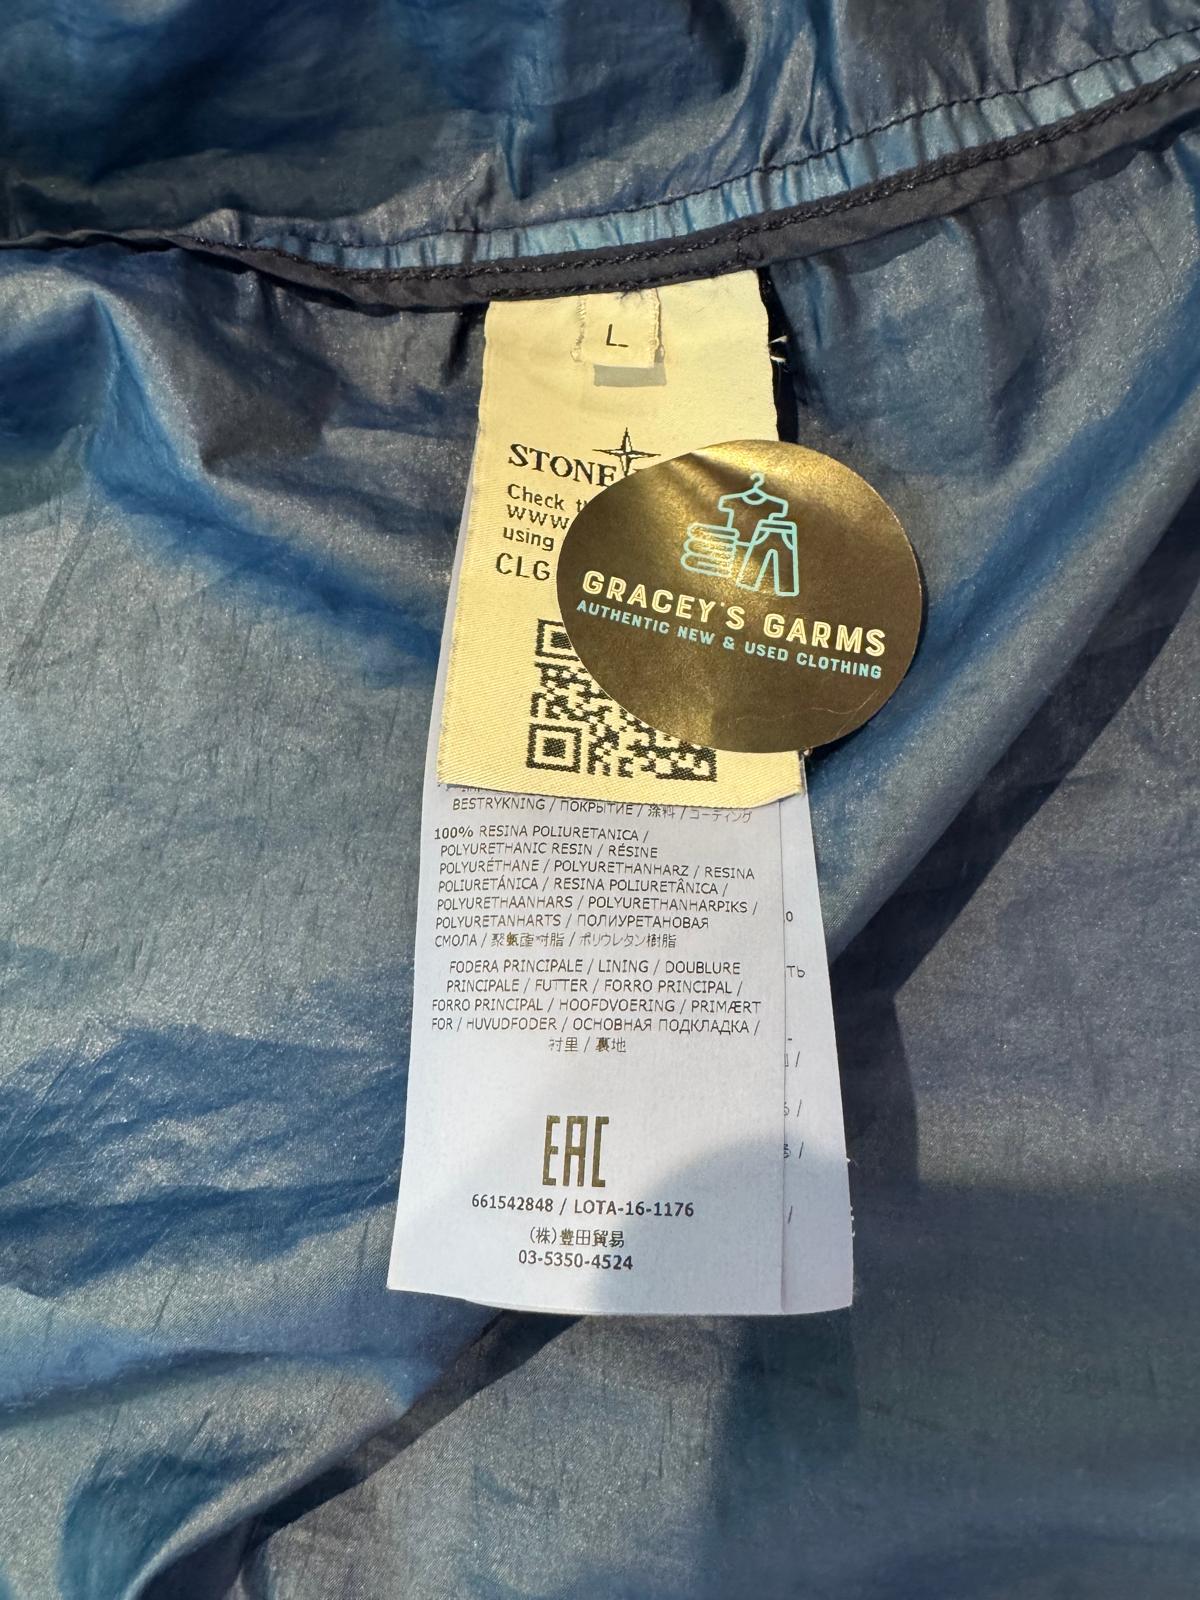 L
STONE
Check
WWW
using
CLG
GRACEY'S GARMS
AUTHENTIC NEW & USED CLOTHING
BESTRYKNING / ПОКРЫТИЕ / 涂料 / コーティング
100% RESINA POLIURETANICA /
POLYURETHANIC RESIN / RÉSINE
POLYURÉTHANE / POLYURETHANHARZ / RESINA
POLIURETÁNICA / RESINA POLIURETÂNICA /
POLYURETHAANHARS / POLYURETHANHARPIKS /
POLYURETANHARTS / ПОЛИУРЕТАНОВАЯ
СМОЛА / 聚氨酯树脂 / ポリウレタン樹脂
FODERA PRINCIPALE / LINING / DOUBLURE
PRINCIPALE / FUTTER / FORRO PRINCIPAL /
FORRO PRINCIPAL / HOOFDVOERING / PRIMÆRT
FOR / HUVUDFODER / ОСНОВНАЯ ПОДКЛАДКА /
衬里 / 裏地
EAC
661542848 / LOTA-16-1176
(株)豊田貿易
03-5350-4524